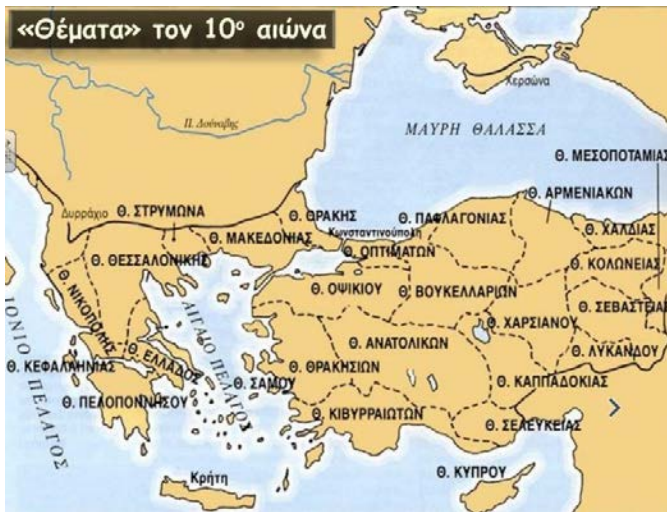 «Θέματα» τον 10ο αιώνα
Χερσώνα
Π. Δούναβης
ΜΑΥΡΗ ΘΑΛΑΣΣΑ
Θ. ΜΕΣΟΠΟΤΑΜΙΑΣ
Θ. ΑΡΜΕΝΙΑΚΩΝ
Δυρράχιο
Θ. ΣΤΡΥΜΩΝΑ
Θ. ΘΡΑΚΗΣ
Θ. ΠΑΦΛΑΓΟΝΙΑΣ
Θ. ΧΑΛΔΙΑΣ
Θ. ΜΑΚΕΔΟΝΙΑΣ
Κωνσταντινούπολη
Θ. ΟΠΤΙΜΑΤΩΝ
Θ. ΘΕΣΣΑΛΟΝΙΚΗΣ
Θ. ΚΟΛΩΝΕΙΑΣ
Θ. ΟΨΙΚΙΟΥ
Θ. ΒΟΥΚΕΛΛΑΡΙΩΝ
Θ. ΝΙΚΟΠΟΛΗΣ
Θ. ΣΕΒΑΣΤΕΙΑΣ
Θ. ΧΑΡΣΙΑΝΟΥ
ΙΟΝΙΟ ΠΕΛΑΓΟΣ
ΑΙΓΑΙΟ ΠΕΛΑΓΟΣ
Θ. ΑΝΑΤΟΛΙΚΩΝ
Θ. ΛΥΚΑΝΔΟΥ
Θ. ΚΕΦΑΛΛΗΝΙΑΣ
Θ. ΕΛΛΑΔΟΣ
Θ. ΘΡΑΚΗΣΙΩΝ
Θ. ΣΑΜΟΥ
Θ. ΚΑΠΠΑΔΟΚΙΑΣ
Θ. ΠΕΛΟΠΟΝΝΗΣΟΥ
Θ. ΚΙΒΥΡΡΑΙΩΤΩΝ
Θ. ΣΕΛΕΥΚΕΙΑΣ
Κρήτη
Θ. ΚΥΠΡΟΥ